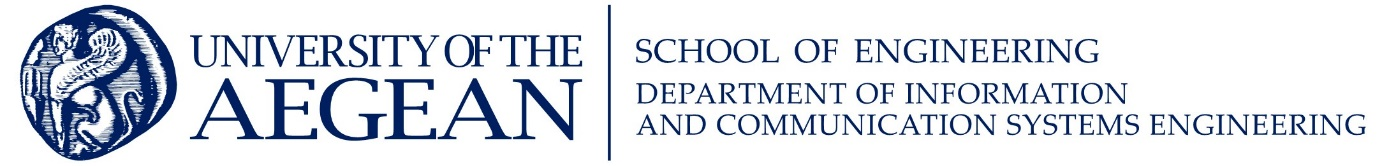 UNIVERSITY OF THE
AEGEAN
SCHOOL OF ENGINEERING
DEPARTMENT OF INFORMATION
AND COMMUNICATION SYSTEMS ENGINEERING